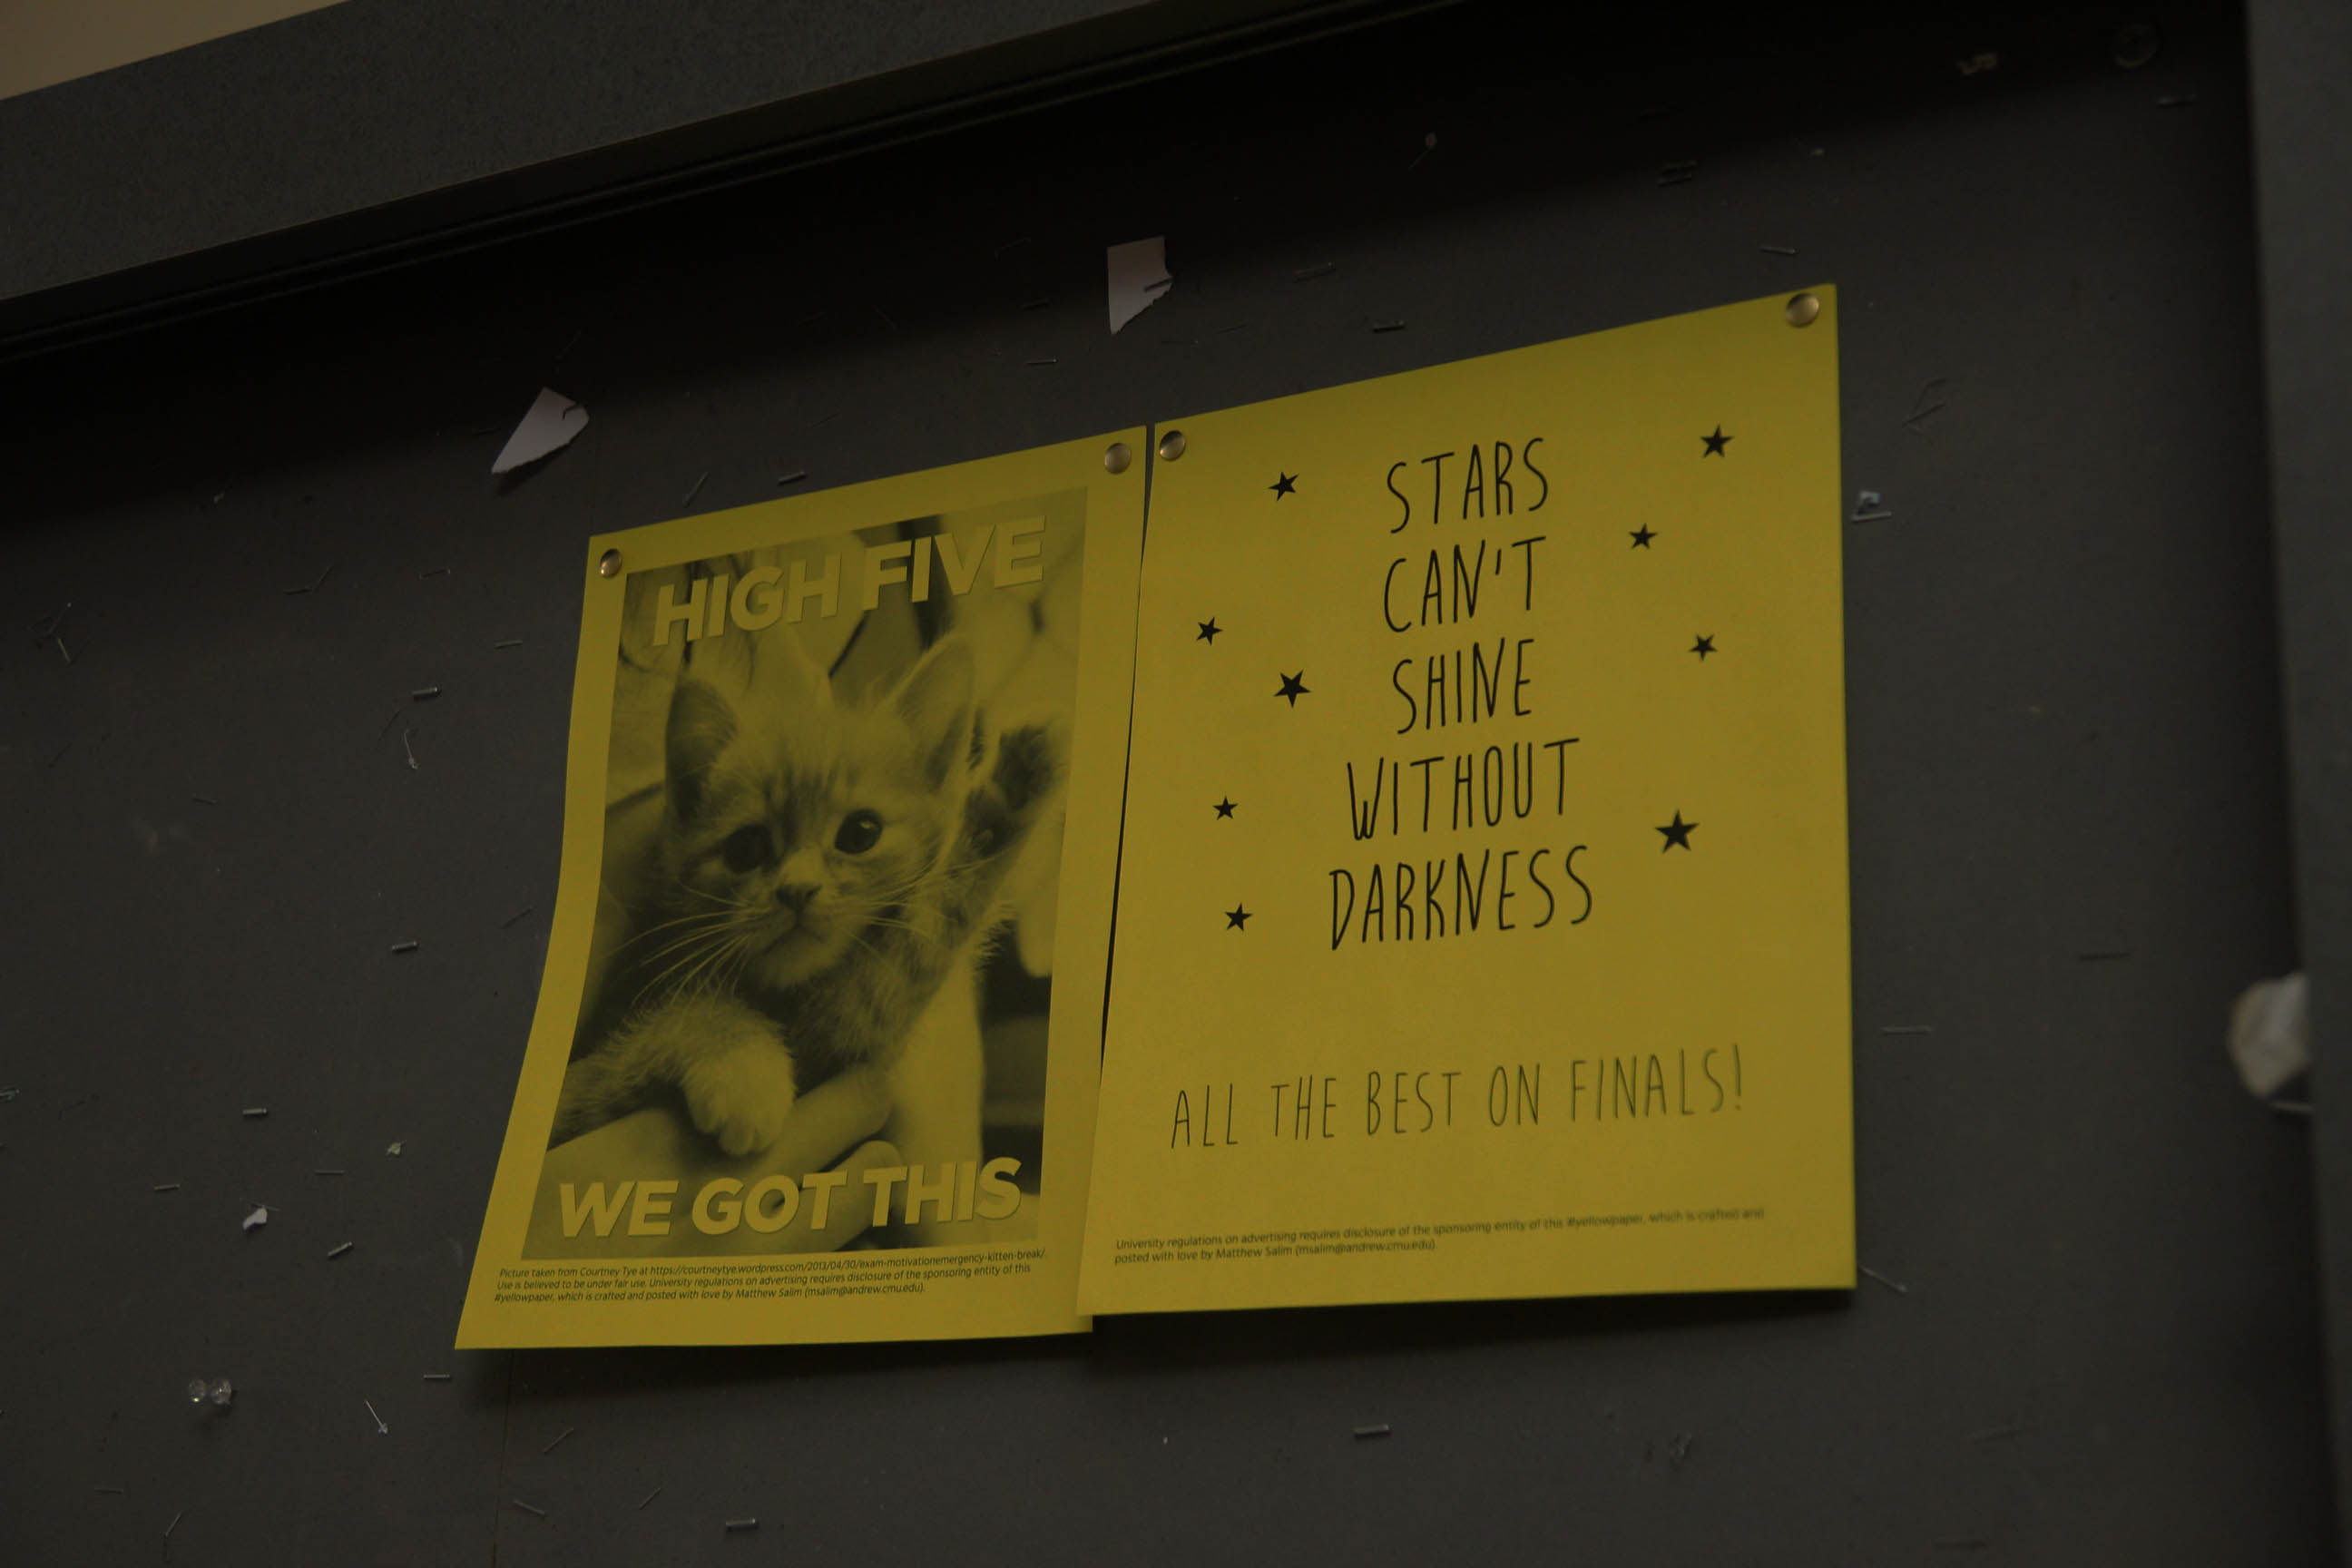 HIGH FIVE
WE GOT THIS
Picture taken from Courtney Tye at https://courtneytye.wordpress.com/2013/04/30/exam-motivationemergency-kitten-break/
Use is believed to be under fair use. University regulations on advertising requires disclosure of the sponsoring entity of this
#yellowpaper, which is crafted and posted with love by Matthew Salim (msalim@andrew.cmu.edu).
STARS
CAN'T
SHINE
WITHOUT
DARKNESS
ALL THE BEST ON FINALS!
University regulations on advertising requires disclosure of the sponsoring entity of this #yellowpaper, which is crafted and
posted with love by Matthew Salim (msalim@andrew.cmu.edu)